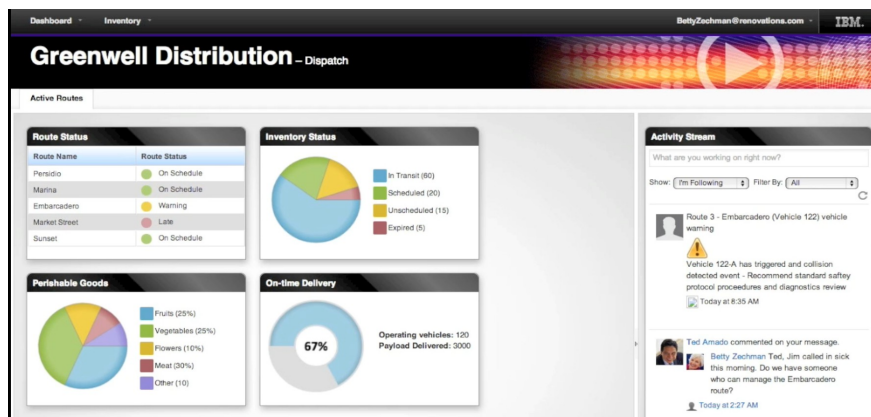 Dashboard Inventory BettyZechman@renovations.com IBM.
Greenwell Distribution – Dispatch
Active Routes
Route Status
Route Name Route Status
Persidio On Schedule
Marina On Schedule
Embarcadero Warning
Market Street Late
Sunset On Schedule
Inventory Status
In Transit (60)
Scheduled (20)
Unscheduled (15)
Expired (5)
Perishable Goods
Fruits (25%)
Vegetables (25%)
Flowers (10%)
Meat (30%)
Other (10)
On-time Delivery
67%
Operating vehicles: 120
Payload Delivered: 3000
Activity Stream
What are you working on right now?
Show: I'm Following Filter By: All
Route 3 - Embarcadero (Vehicle 122) vehicle
warning
Vehicle 122-A has triggered and collision
detected event - Recommend standard saftey
protocol proceedures and diagnostics review
Today at 8:35 AM
Ted Amado commented on your message.
Betty Zechman Ted, Jim called in sick
this morning. Do we have someone
who can manage the Embarcadero
route?
Today at 2:27 AM